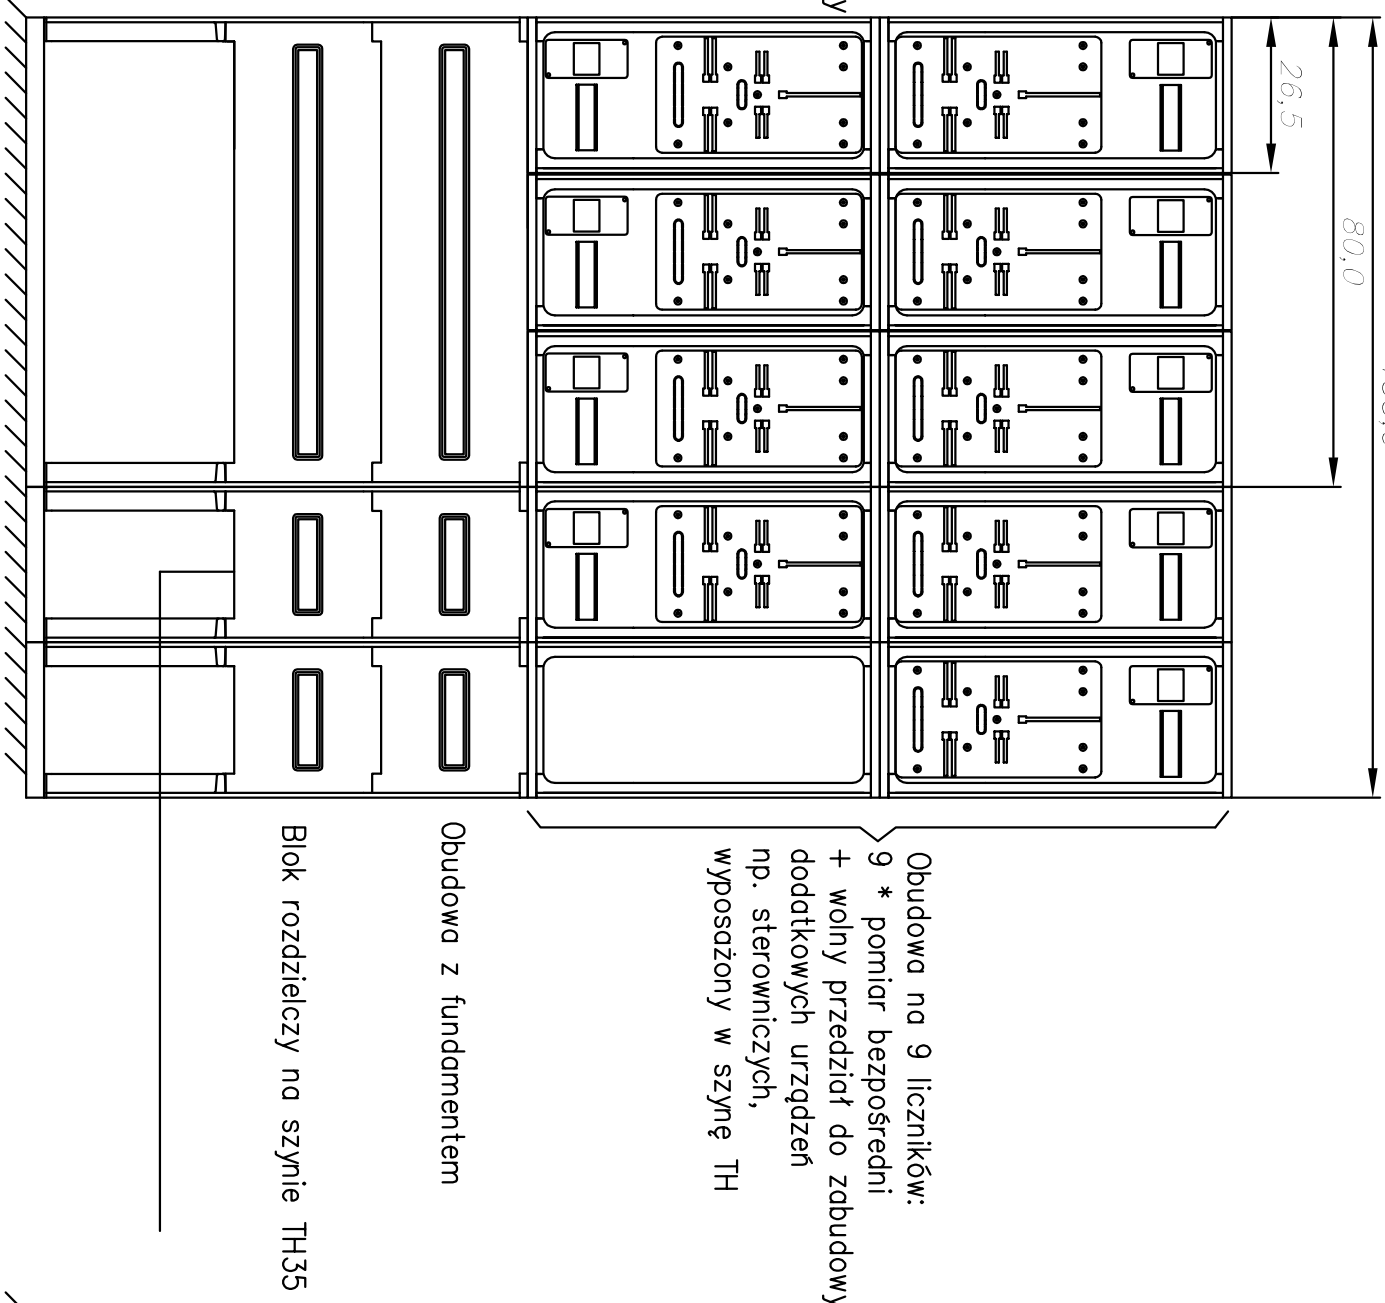 26,5
80,0
Obudowa na 9 liczników:
9 * pomiar bezpośredni
+ wolny przedział do zabudowy
dodatkowych urządzeń
np. sterowniczych,
wyposażony w szynę TH
Obudowa z fundamentem
Blok rozdzielczy na szynie TH35
y